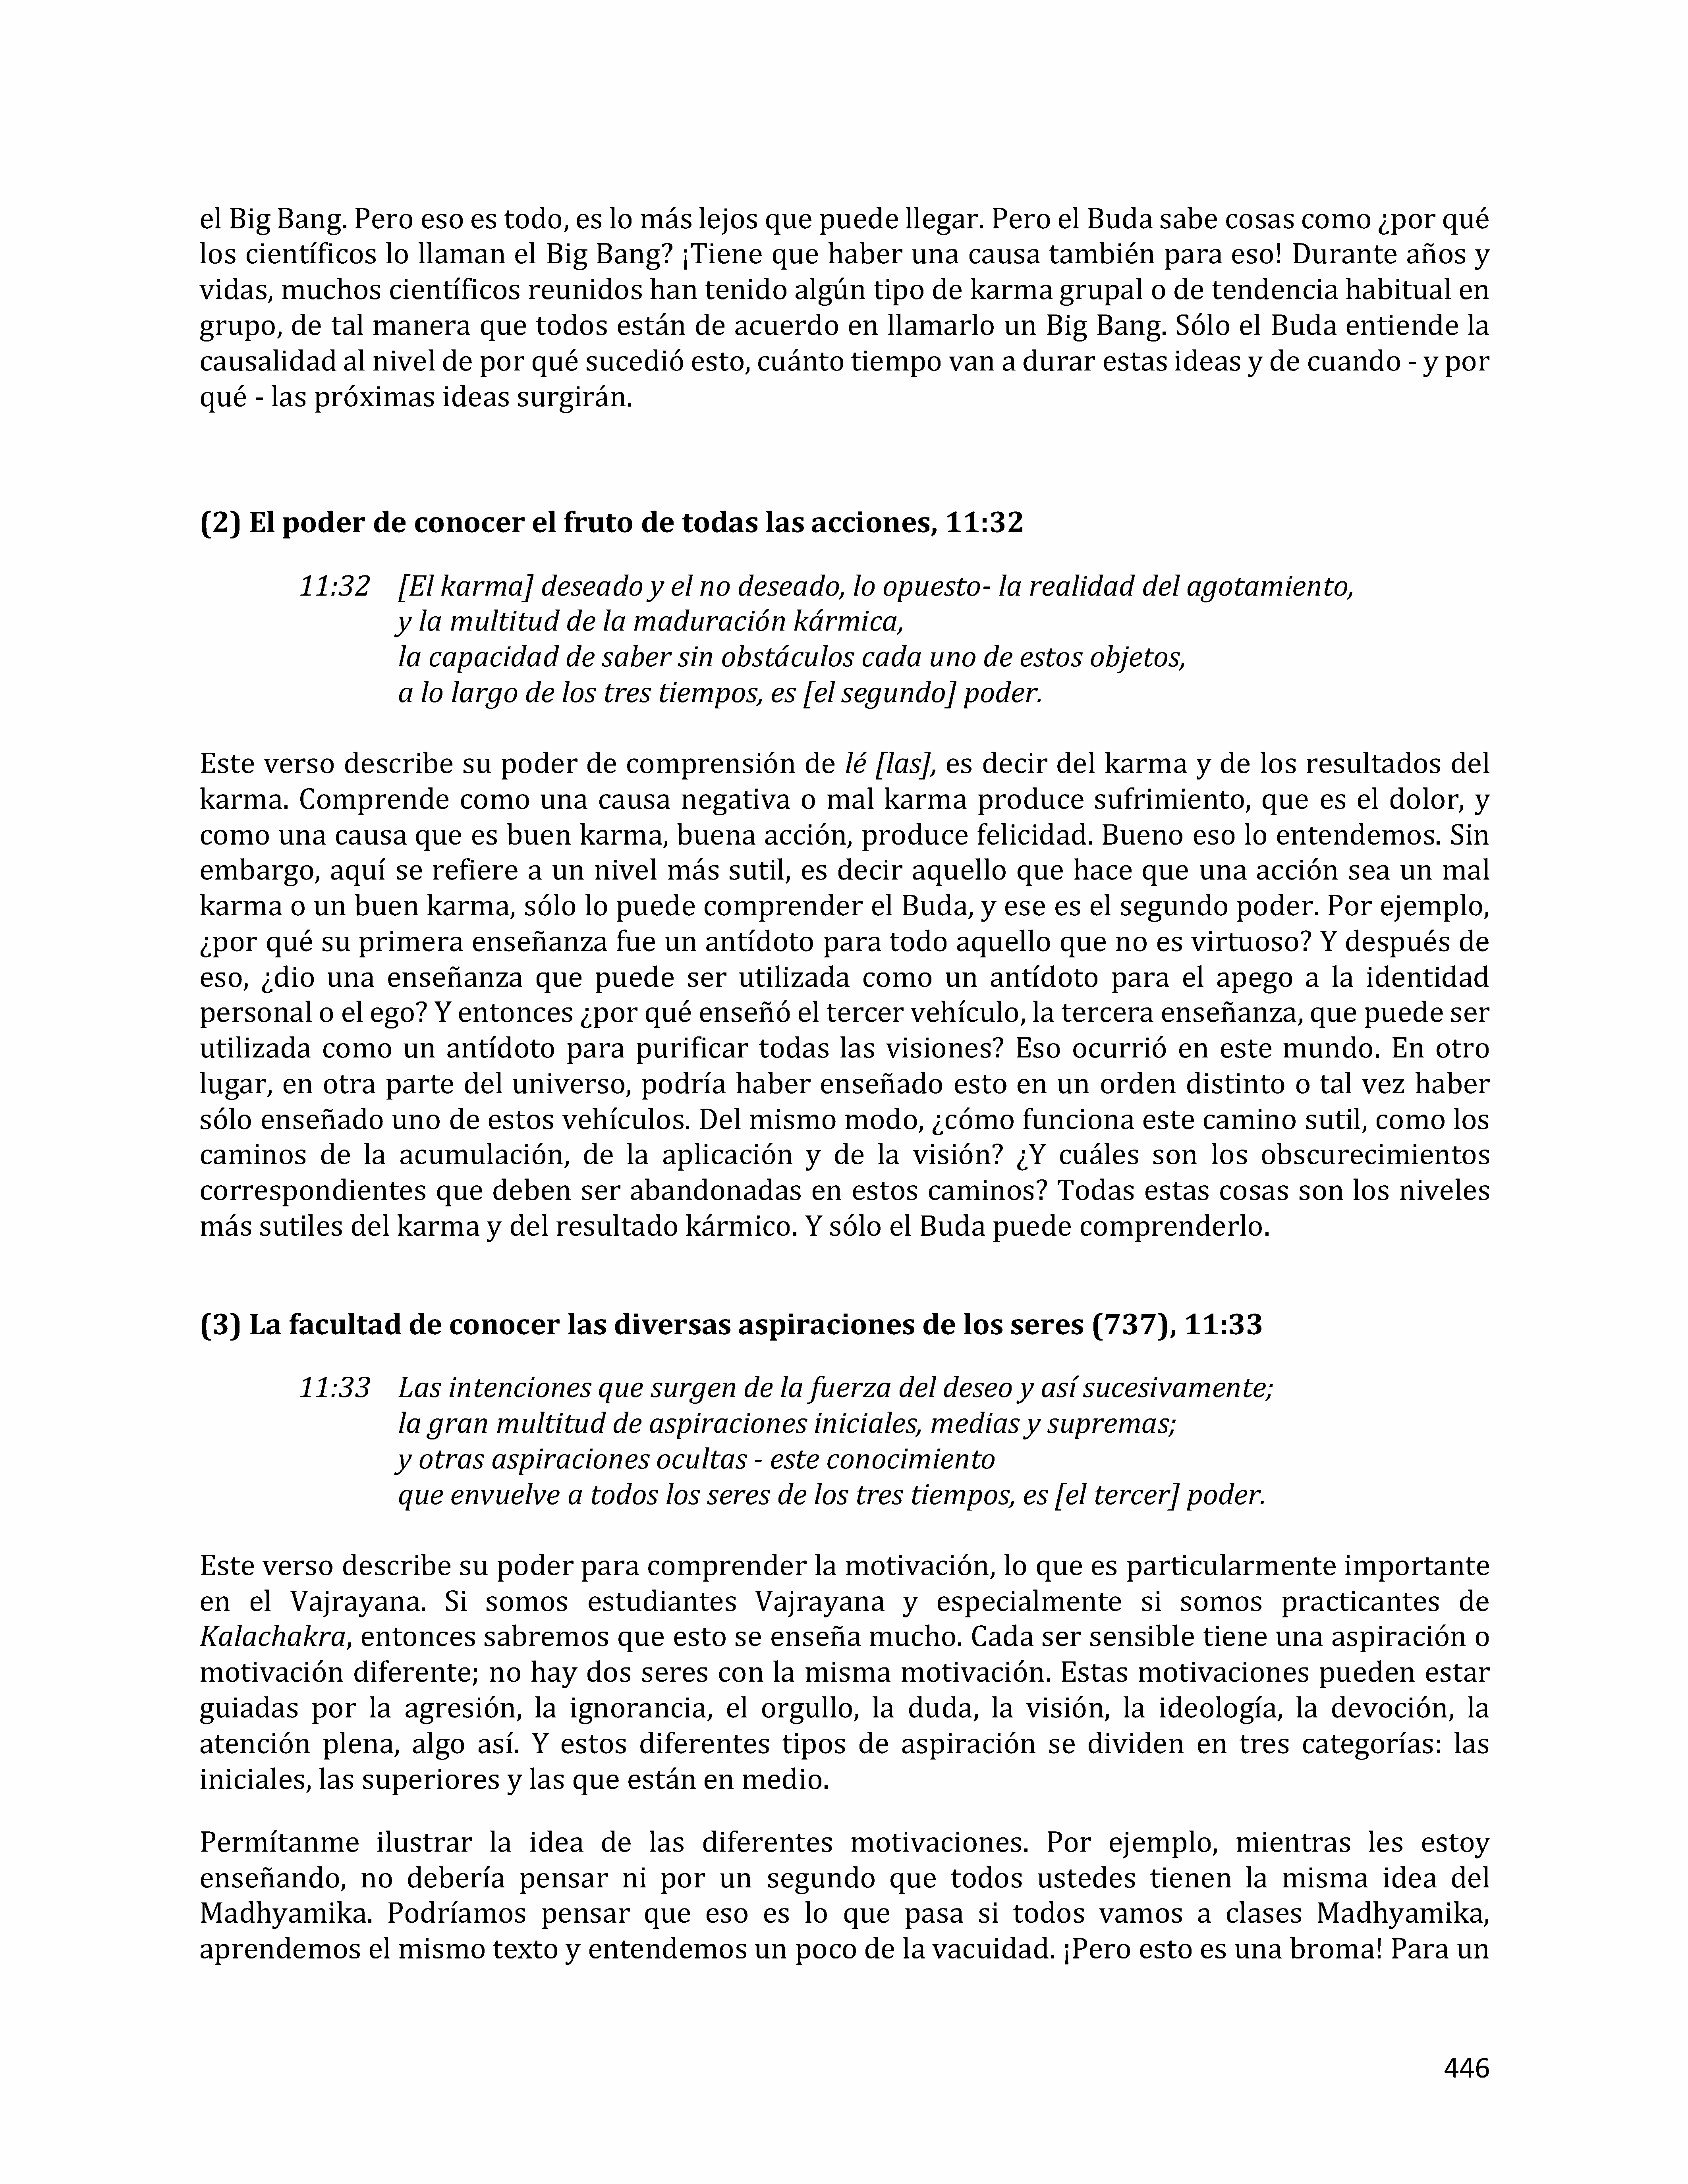 el Big Bang. Pero eso es todo, es lo más lejos que puede llegar. Pero el Buda sabe cosas como ¿por qué
los científicos lo llaman el Big Bang? ¡Tiene que haber una causa también para eso! Durante años y
vidas, muchos científicos reunidos han tenido algún tipo de karma grupal o de tendencia habitual en
grupo, de tal manera que todos están de acuerdo en llamarlo un Big Bang. Sólo el Buda entiende la
causalidad al nivel de por qué sucedió esto, cuánto tiempo van a durar estas ideas y de cuando - y por
qué - las próximas ideas surgirán.
(2) El poder de conocer el fruto de todas las acciones, 11:32
11:32 [El karma] deseado y el no deseado, lo opuesto- la realidad del agotamiento,
y la multitud de la maduración kármica,
la capacidad de saber sin obstáculos cada uno de estos objetos,
a lo largo de los tres tiempos, es [el segundo] poder.
Este verso describe su poder de comprensión de lé [las], es decir del karma y de los resultados del
karma. Comprende como una causa negativa o mal karma produce sufrimiento, que es el dolor, y
como una causa que es buen karma, buena acción, produce felicidad. Bueno eso lo entendemos. Sin
embargo, aquí se refiere a un nivel más sutil, es decir aquello que hace que una acción sea un mal
karma o un buen karma, sólo lo puede comprender el Buda, y ese es el segundo poder. Por ejemplo,
¿por qué su primera enseñanza fue un antídoto para todo aquello que no es virtuoso? Y después de
eso, ¿dio una enseñanza que puede ser utilizada como un antídoto para el apego a la identidad
personal o el ego? Y entonces ¿por qué enseñó el tercer vehículo, la tercera enseñanza, que puede ser
utilizada como un antídoto para purificar todas las visiones? Eso ocurrió en este mundo. En otro
lugar, en otra parte del universo, podría haber enseñado esto en un orden distinto o tal vez haber
sólo enseñado uno de estos vehículos. Del mismo modo, ¿cómo funciona este camino sutil, como los
caminos de la acumulación, de la aplicación y de la visión? ¿Y cuáles son los obscurecimientos
correspondientes que deben ser abandonadas en estos caminos? Todas estas cosas son los niveles
más sutiles del karma y del resultado kármico. Y sólo el Buda puede comprenderlo.
(3) La facultad de conocer las diversas aspiraciones de los seres (737), 11:33
11:33 Las intenciones que surgen de la fuerza del deseo y así sucesivamente;
la gran multitud de aspiraciones iniciales, medias y supremas;
y otras aspiraciones ocultas - este conocimiento
que envuelve a todos los seres de los tres tiempos, es [el tercer] poder.
Este verso describe su poder para comprender la motivación, lo que es particularmente importante
en el Vajrayana. Si somos estudiantes Vajrayana y especialmente si somos practicantes de
Kalachakra, entonces sabremos que esto se enseña mucho. Cada ser sensible tiene una aspiración o
motivación diferente; no hay dos seres con la misma motivación. Estas motivaciones pueden estar
guiadas por la agresión, la ignorancia, el orgullo, la duda, la visión, la ideología, la devoción, la
atención plena, algo así. Y estos diferentes tipos de aspiración se dividen en tres categorías: las
iniciales, las superiores y las que están en medio.
Permítanme ilustrar la idea de las diferentes motivaciones. Por ejemplo, mientras les estoy
enseñando, no debería pensar ni por un segundo que todos ustedes tienen la misma idea del
Madhyamika. Podríamos pensar que eso es lo que pasa si todos vamos a clases Madhyamika,
aprendemos el mismo texto y entendemos un poco de la vacuidad. ¡Pero esto es una broma! Para un
446